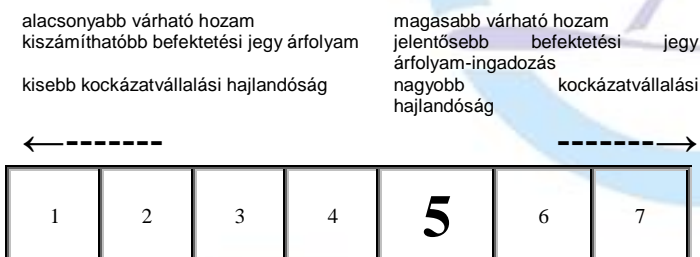 alacsonyabb várható hozam
kiszámíthatóbb befektetési jegy árfolyam
kisebb kockázatvállalási hajlandóság
magasabb várható hozam
jelentősebb befektetési jegy
árfolyam-ingadozás
nagyobb kockázatvállalási
hajlandóság
←------- -------→
1 2 3 4 5 6 7